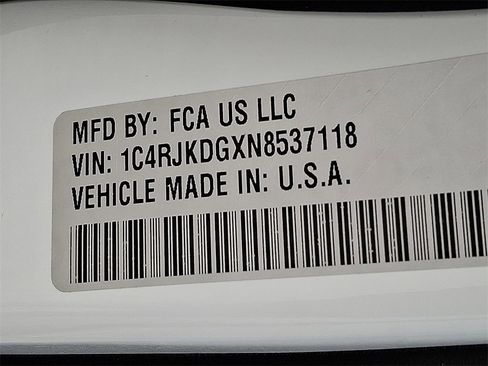 MFD BY: FCA US LLC
VIN: 1C4RJKDGXN8537118
VEHICLE MADE IN: U.S.A.